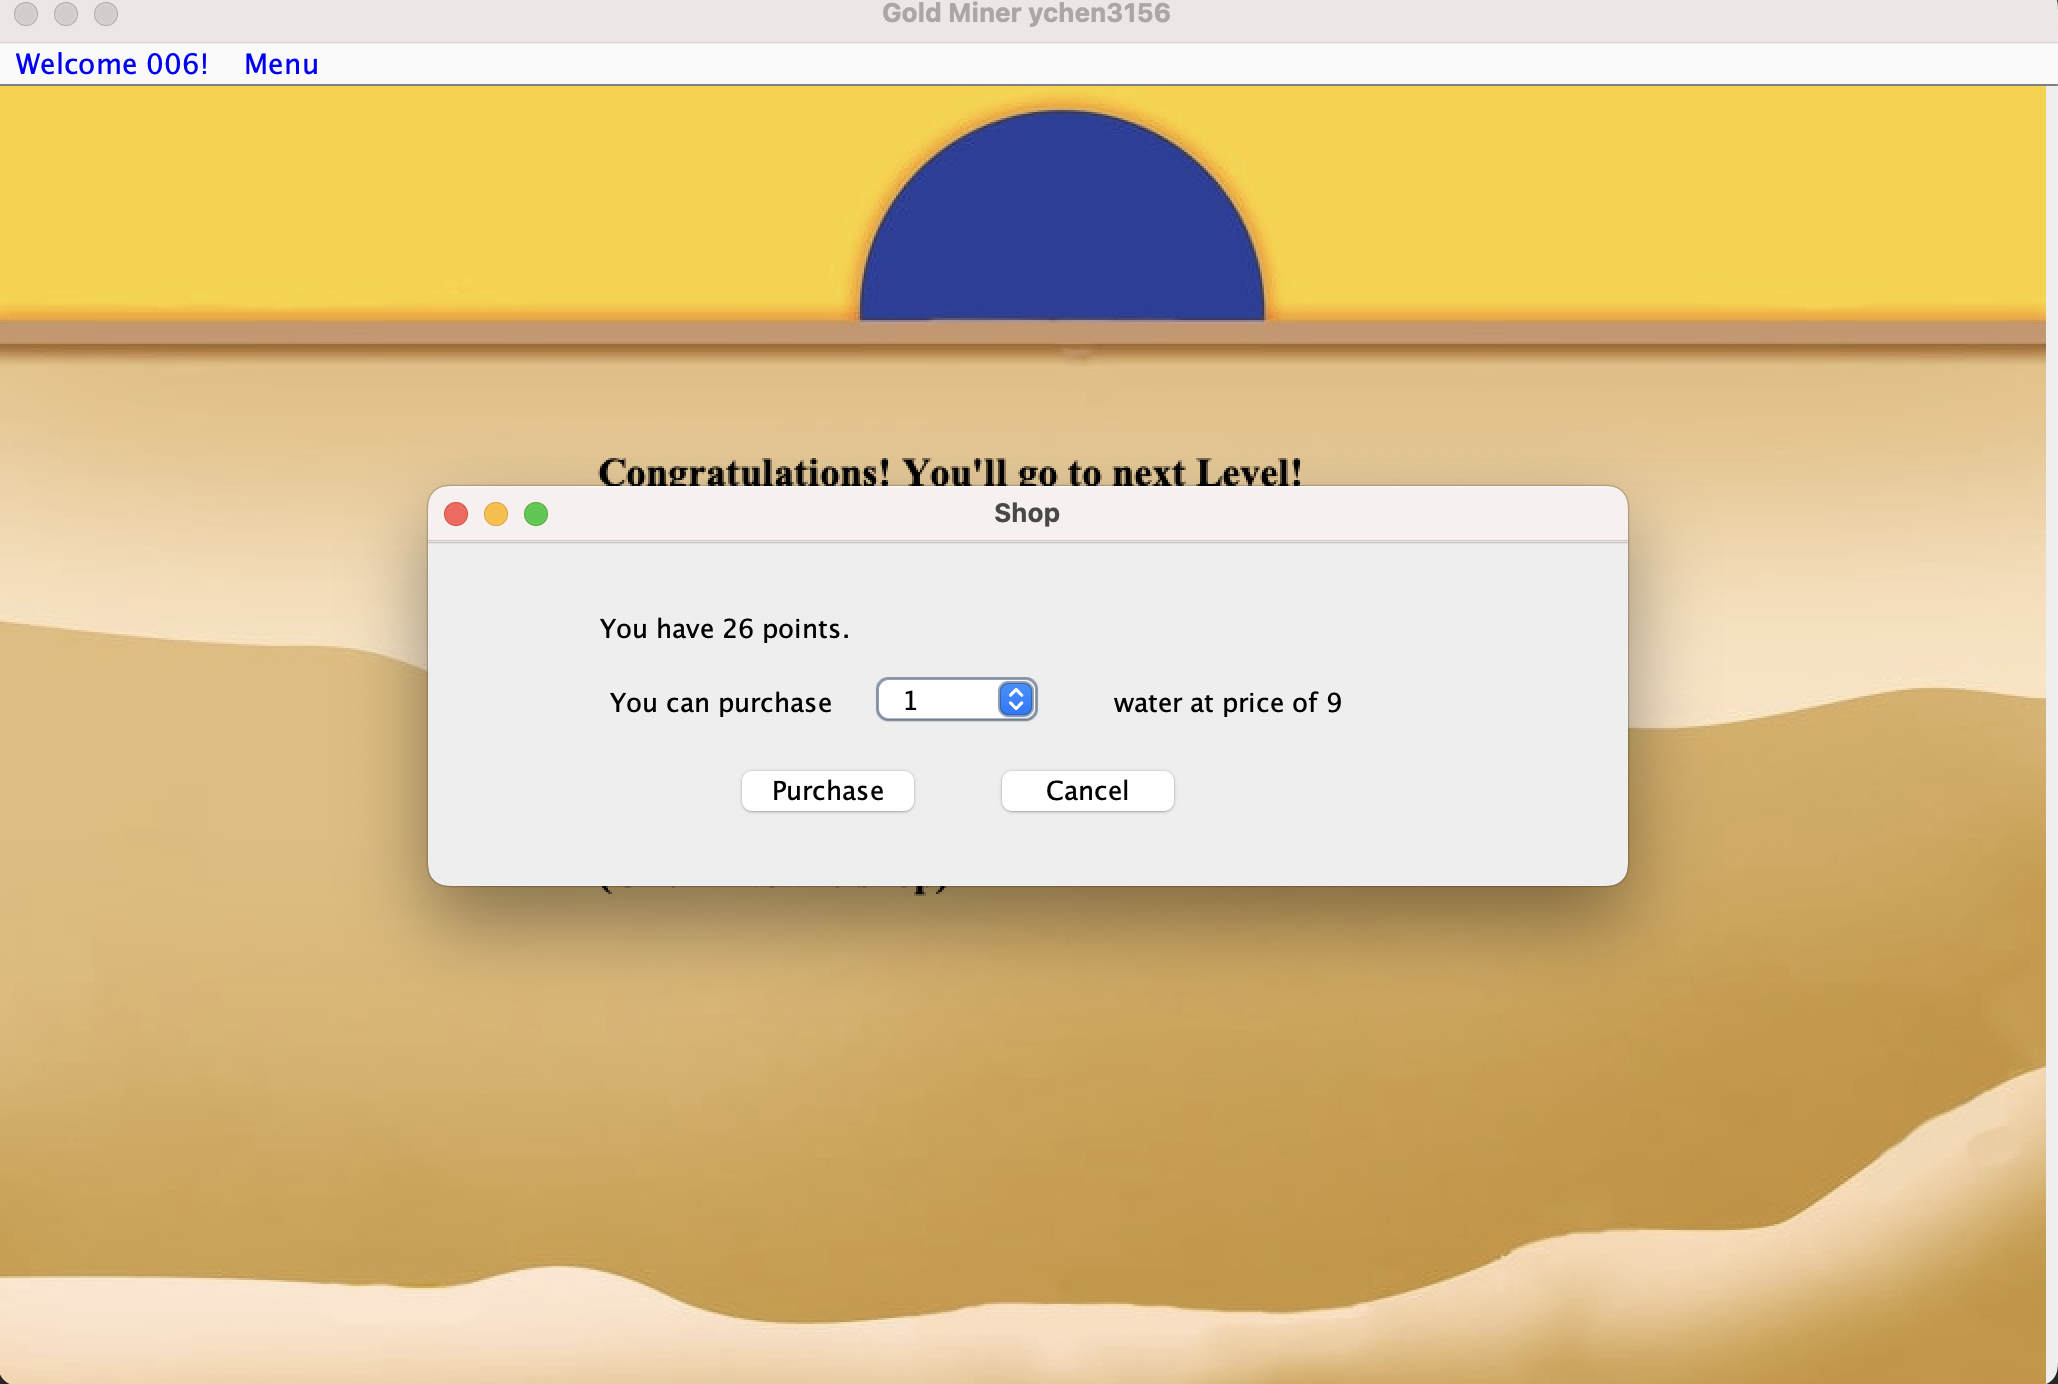 Gold Miner ychen3156
Welcome 006! Menu
Congratulations! You'll go to next Level!
Shop
You have 26 points.
You can purchase 1 water at price of 9
Purchase Cancel